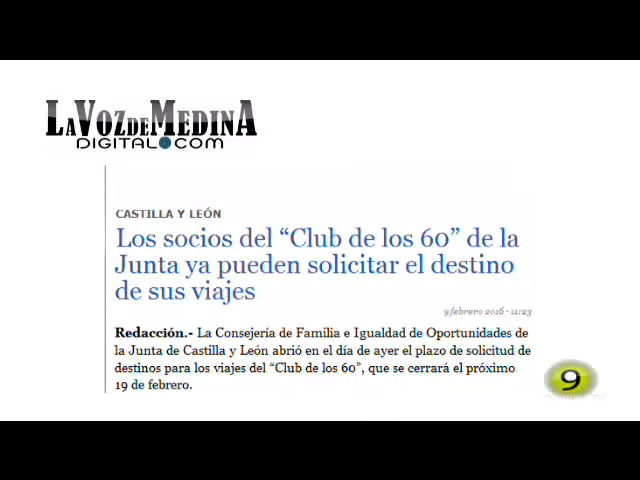 LAVOZDEMEDINA
DIGITAL.COM
CASTILLA Y LEÓN
Los socios del “Club de los 60” de la
Junta ya pueden solicitar el destino
de sus viajes
9 febrero 2016 - 11:23
Redacción.- La Consejería de Familia e Igualdad de Oportunidades de
la Junta de Castilla y León abrió en el día de ayer el plazo de solicitud de
destinos para los viajes del “Club de los 60”, que se cerrará el próximo
19 de febrero.
9